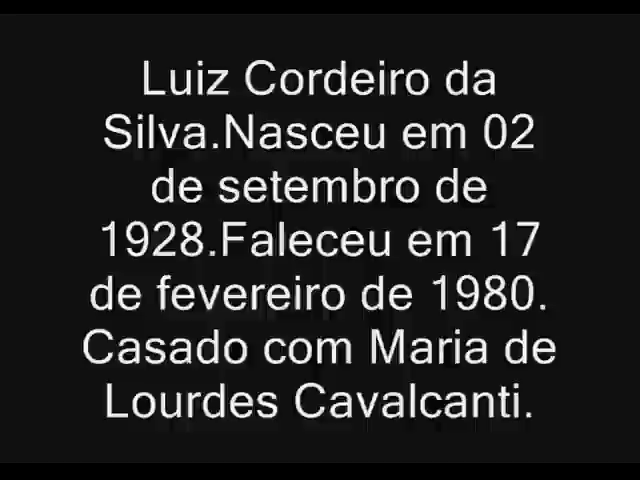 Luiz Cordeiro da
Silva.Nasceu em 02
de setembro de
1928.Faleceu em 17
de fevereiro de 1980.
Casado com Maria de
Lourdes Cavalcanti.